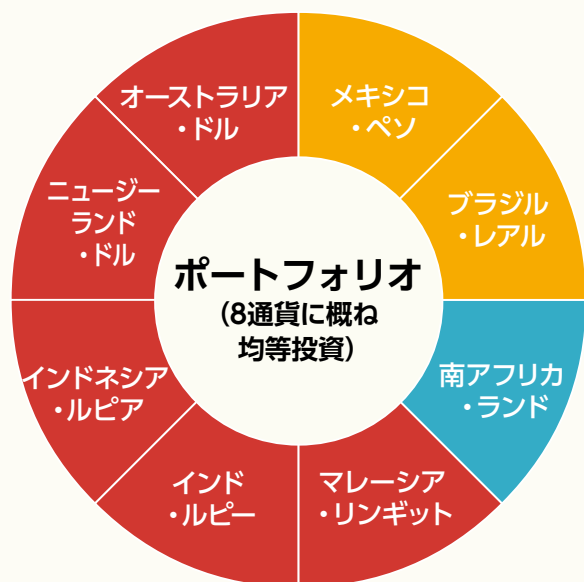 オーストラリア
・ドル
メキシコ
・ペソ
ニュージー
ランド
・ドル
ブラジル
・レアル
ポートフォリオ
(8通貨に概ね
均等投資)
インドネシア
・ルピア
南アフリカ
・ランド
インド
・ルピー
マレーシア
・リンギット